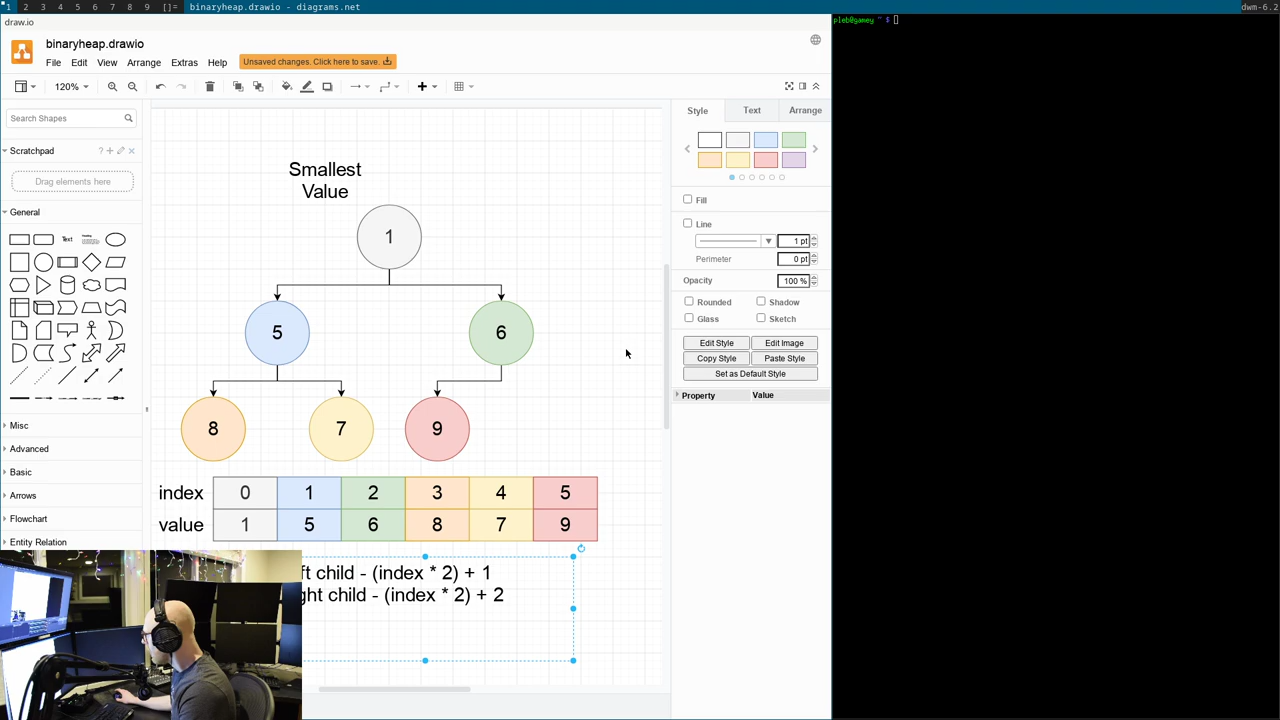 1 2 3 4 5 6 7 8 9 []= binaryheap.drawio - diagrams.net dwm-6.2
draw.io
pleb@gamey ~ $
binaryheap.drawio
File Edit View Arrange Extras Help Unsaved changes. Click here to save.
120%
Search Shapes
Scratchpad
Drag elements here
General
Text
Misc
Advanced
Basic
Arrows
Flowchart
Entity Relation
Smallest
Value
1
5 6
8 7 9
index 0 1 2 3 4 5
value 1 5 6 8 7 9
ft child - (index * 2) + 1
ght child - (index * 2) + 2
Style Text Arrange
Fill
Line
1 pt
Perimeter 0 pt
Opacity 100 %
Rounded Shadow
Glass Sketch
Edit Style Edit Image
Copy Style Paste Style
Set as Default Style
Property Value